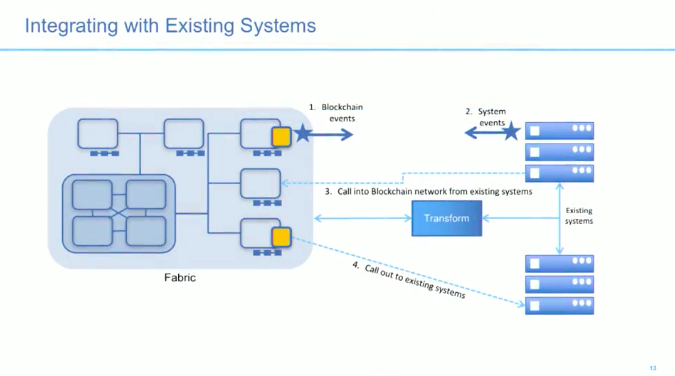 Integrating with Existing Systems
1. Blockchain
events
2. System
events
3. Call into Blockchain network from existing systems
Transform
Existing
systems
4. Call out to existing systems
Fabric
13